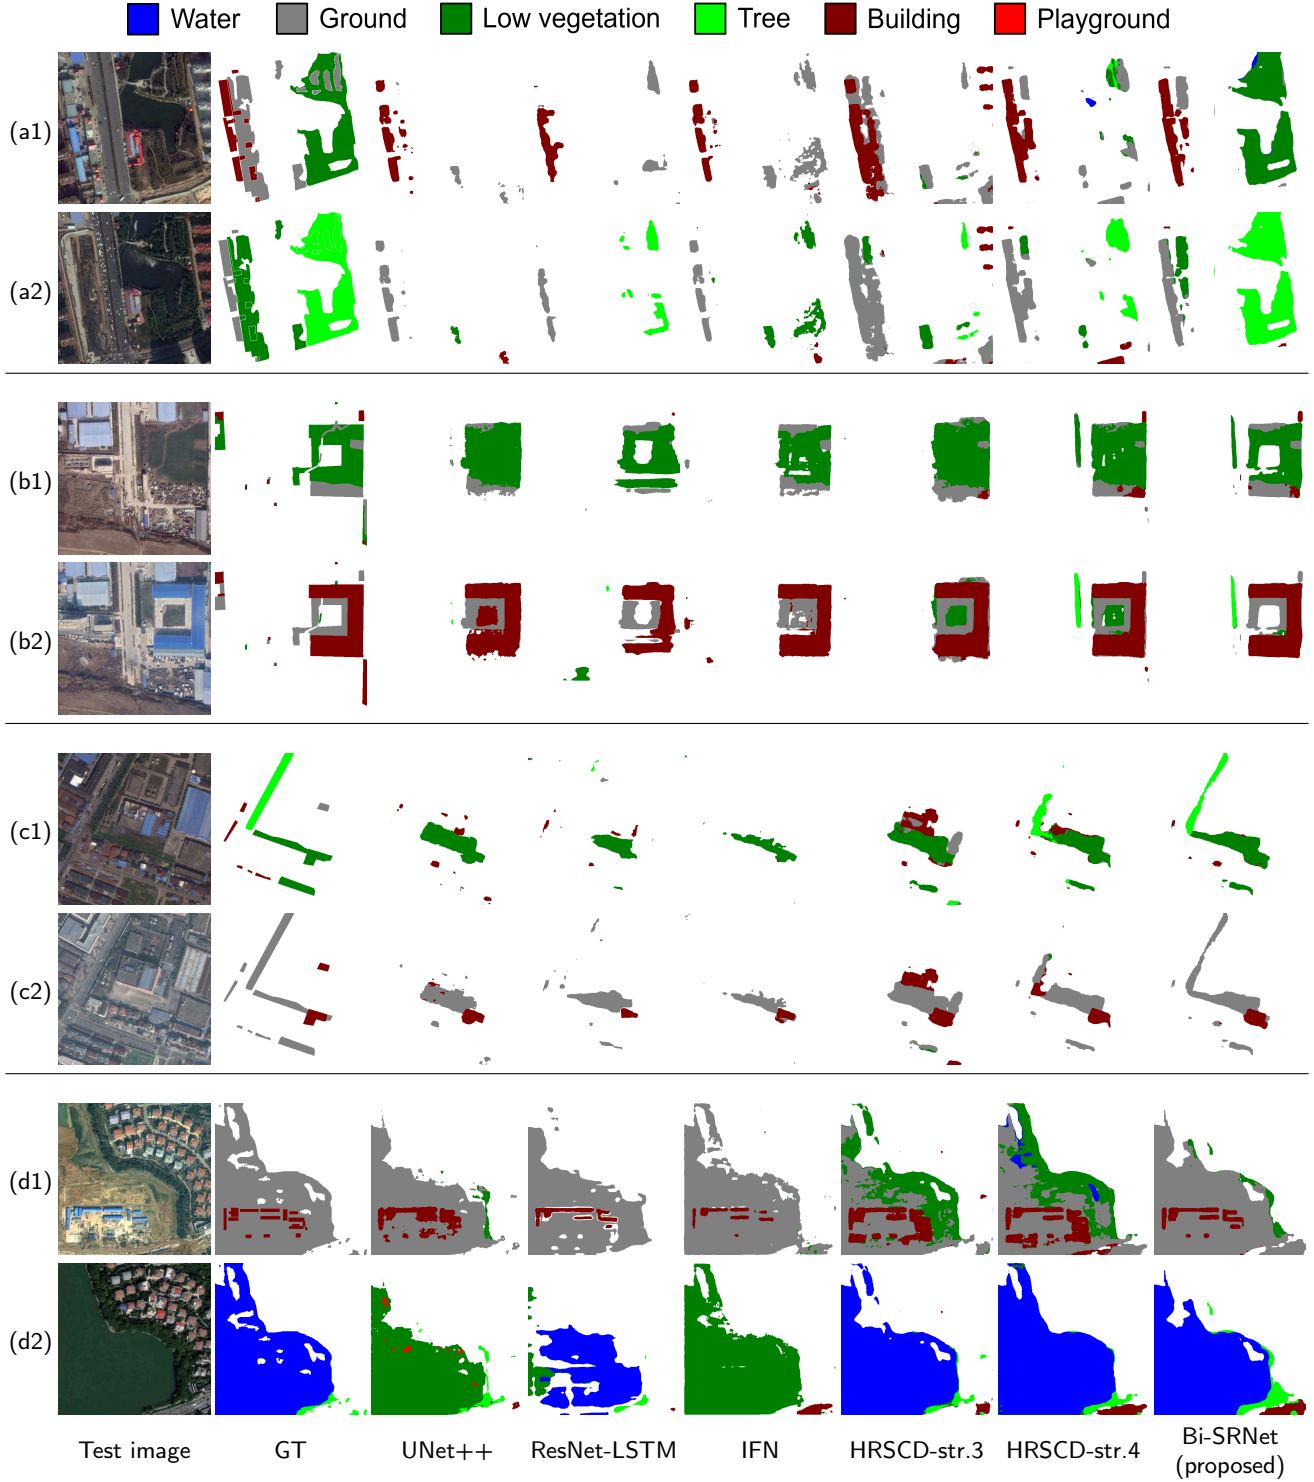 Water Ground Low vegetation Tree Building Playground
(a1)
(a2)
(b1)
(b2)
(c1)
(c2)
(d1)
(d2)
Test image GT UNet++ ResNet-LSTM IFN HRSCD-str.3 HRSCD-str.4 Bi-SRNet
(proposed)